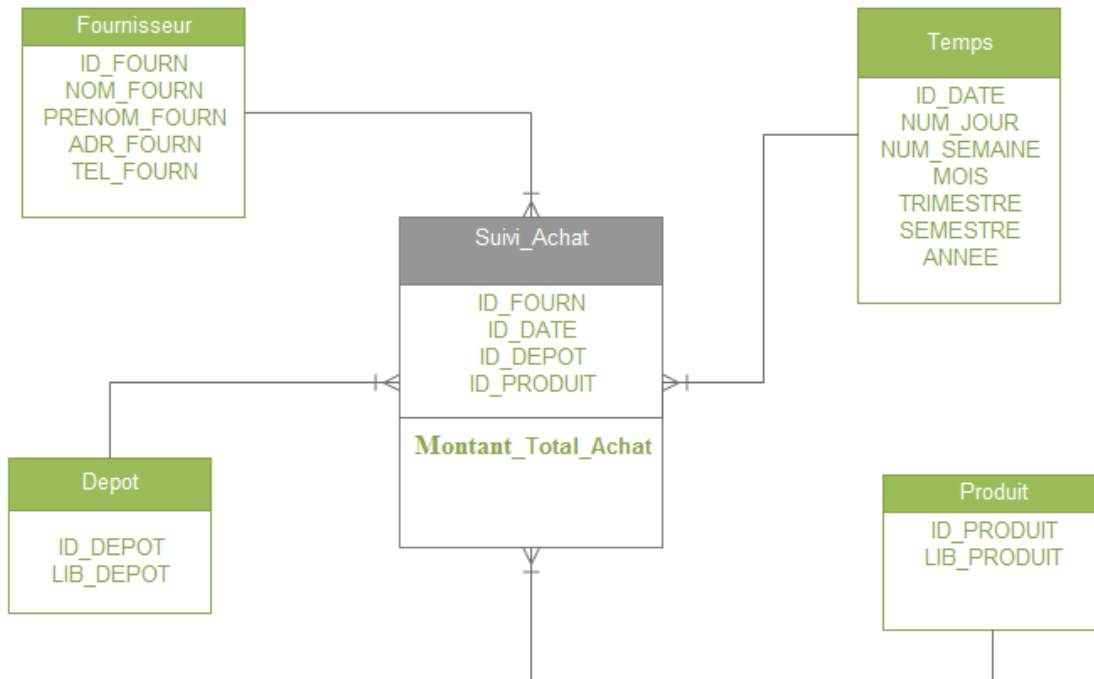 Fournisseur
ID_FOURN
NOM_FOURN
PRENOM_FOURN
ADR_FOURN
TEL_FOURN
Temps
ID_DATE
NUM_JOUR
NUM_SEMAINE
MOIS
TRIMESTRE
SEMESTRE
ANNEE
Suivi_Achat
ID_FOURN
ID_DATE
ID_DEPOT
ID_PRODUIT
Montant_Total_Achat
Depot
ID_DEPOT
LIB_DEPOT
Produit
ID_PRODUIT
LIB_PRODUIT